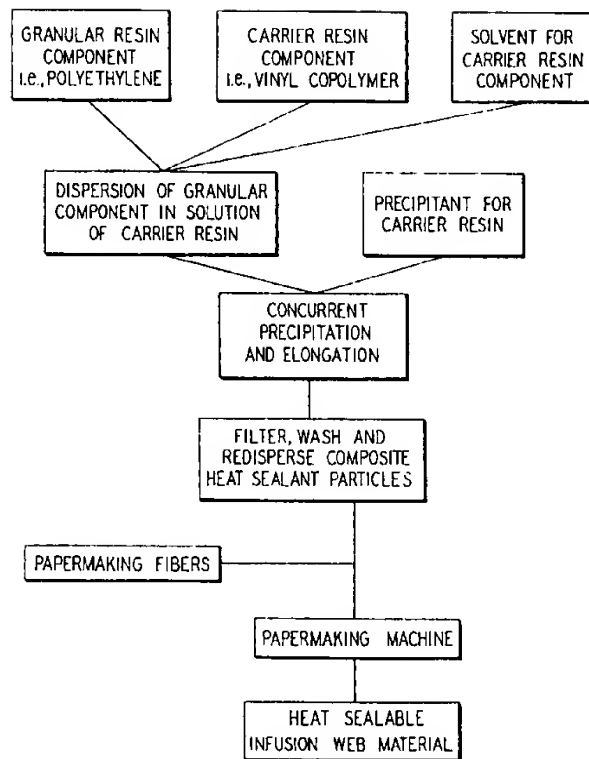 GRANULAR RESIN
COMPONENT
i.e., POLYETHYLENE
CARRIER RESIN
COMPONENT
i.e., VINYL COPOLYMER
SOLVENT FOR
CARRIER RESIN
COMPONENT
DISPERSION OF GRANULAR
COMPONENT IN SOLUTION
OF CARRIER RESIN
PRECIPITANT FOR
CARRIER RESIN
CONCURRENT
PRECIPITATION
AND ELONGATION
FILTER, WASH AND
REDISPERSE COMPOSITE
HEAT SEALANT PARTICLES
PAPERMAKING FIBERS
PAPERMAKING MACHINE
HEAT SEALABLE
INFUSION WEB MATERIAL